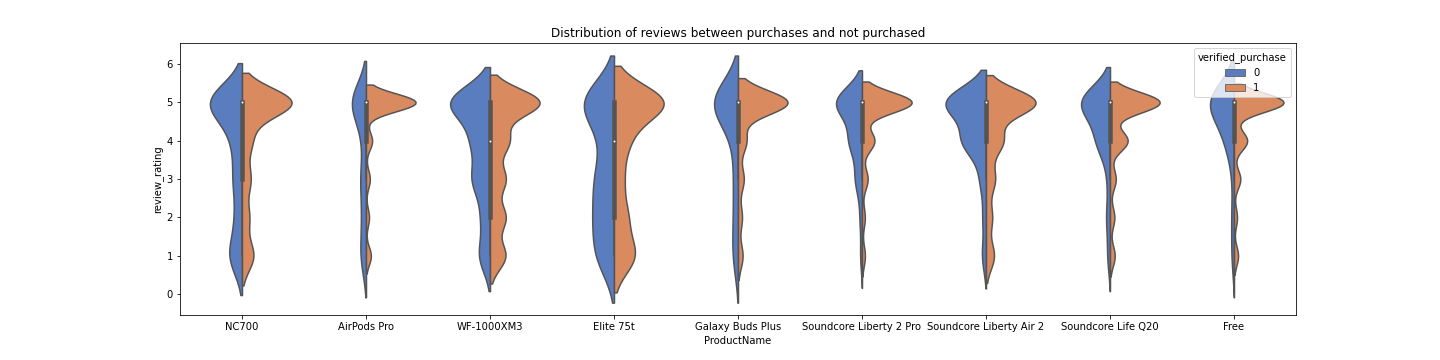 Distribution of reviews between purchases and not purchased
verified_purchase
0
1
6
5
4
3
2
1
0
review_rating
NC700 AirPods Pro WF-1000XM3 Elite 75t Galaxy Buds Plus Soundcore Liberty 2 Pro Soundcore Liberty Air 2 Soundcore Life Q20 Free
ProductName